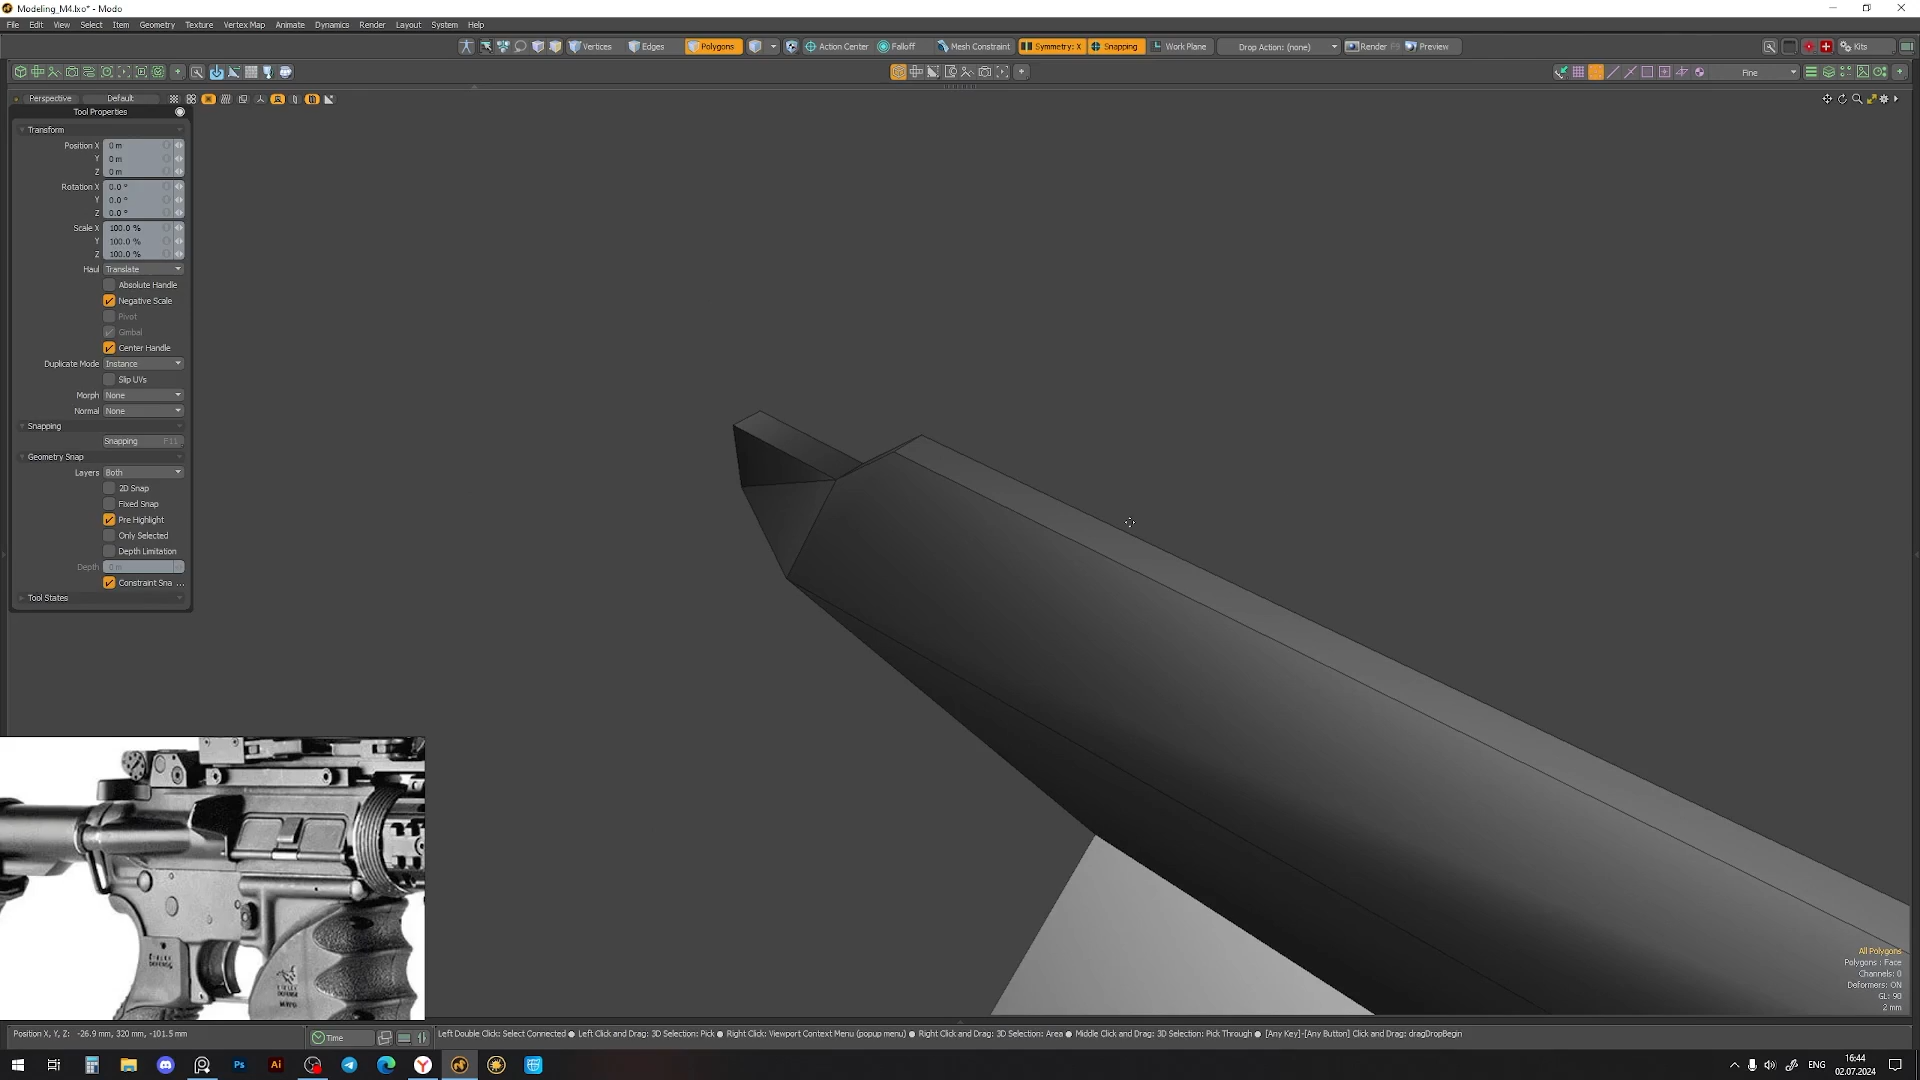 Modeling_M4.lxo* - Modo
File Edit View Select Item Geometry Texture Vertex Map Animate Dynamics Render Layout System Help
Vertices Edges Polygons Action Center Falloff Mesh Constraint Symmetry: X Snapping Work Plane Drop Action: (none) Render Preview Kits
Fine
Perspective Default
Tool Properties
Transform
Position X 0 m
Y 0 m
Z 0 m
Rotation X 0.0 °
Y 0.0 °
Z 0.0 °
Scale X 100.0 %
Y 100.0 %
Z 100.0 %
Haul Translate
Absolute Handle
Negative Scale
Pivot
Gimbal
Center Handle
Duplicate Mode Instance
Slip UVs
Morph None
Normal None
Snapping
Snapping F11
Geometry Snap
Layers Both
2D Snap
Fixed Snap
Pre Highlight
Only Selected
Depth Limitation
Depth 0 m
Constraint Sna ...
Tool States
All Polygons
Polygons : Face
Channels: 0
Deformers: ON
GL: 90
2 mm
Position X, Y, Z: -26.9 mm, 320 mm, -101.5 mm
Time
Left Double Click: Select Connected ● Left Click and Drag: 3D Selection: Pick ● Right Click: Viewport Context Menu (popup menu) ● Right Click and Drag: 3D Selection: Area ● Middle Click and Drag: 3D Selection: Pick Through ● [Any Key]-[Any Button] Click and Drag: dragDropBegin
Ps Ai
ENG
16:44
02.07.2024